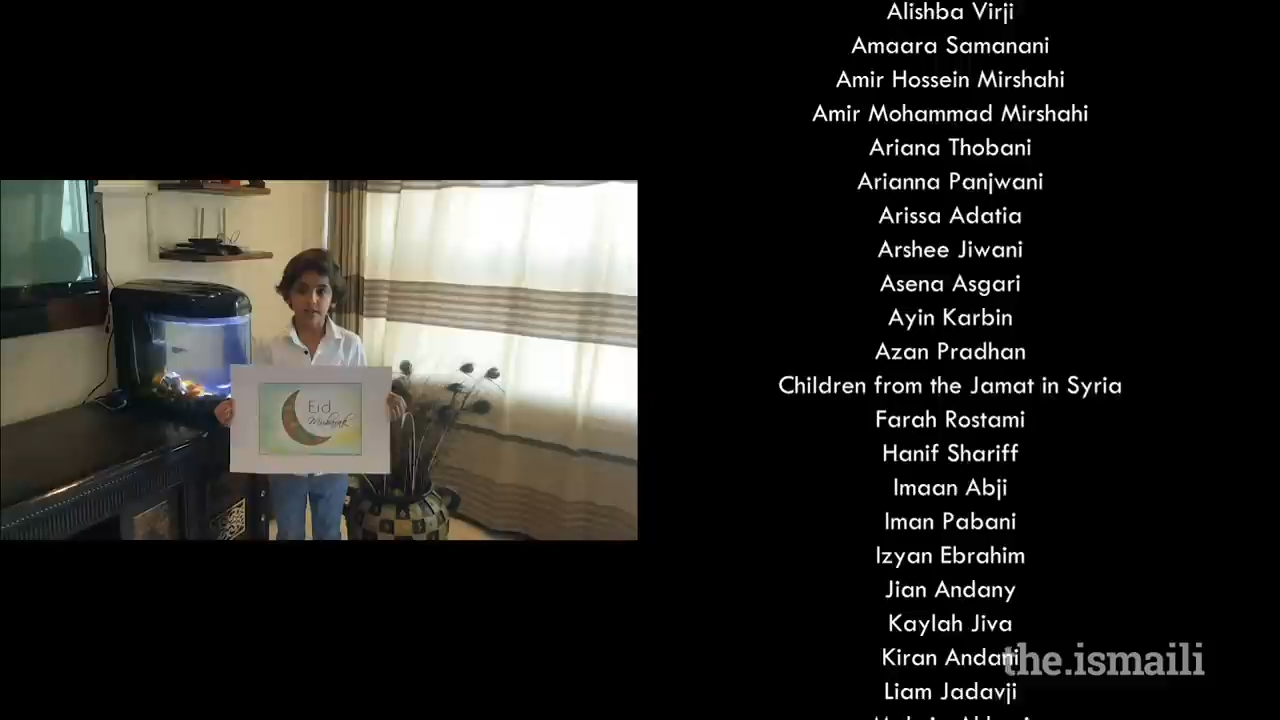 Eid
Mubarak
Alishba Virji
Amaara Samanani
Amir Hossein Mirshahi
Amir Mohammad Mirshahi
Ariana Thobani
Arianna Panjwani
Arissa Adatia
Arshee Jiwani
Asena Asgari
Ayin Karbin
Azan Pradhan
Children from the Jamat in Syria
Farah Rostami
Hanif Shariff
Imaan Abji
Iman Pabani
Izyan Ebrahim
Jian Andany
Kaylah Jiva
Kiran Andani
the.ismaili
Liam Jadavji